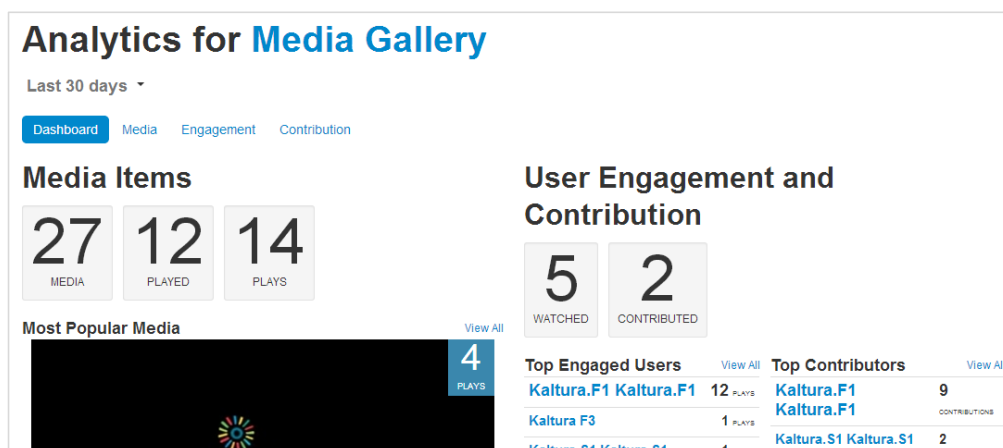 Analytics for Media Gallery
Last 30 days
Dashboard Media Engagement Contribution
Media Items
27 12 14
MEDIA PLAYED PLAYS
Most Popular Media View All
4
PLAYS
User Engagement and
Contribution
5 2
WATCHED CONTRIBUTED
Top Engaged Users View All
Kaltura.F1 Kaltura.F1 12 PLAYS
Kaltura F3 1 PLAYS
Top Contributors View All
Kaltura.F1 9
Kaltura.F1 CONTRIBUTIONS
Kaltura.S1 Kaltura.S1 2